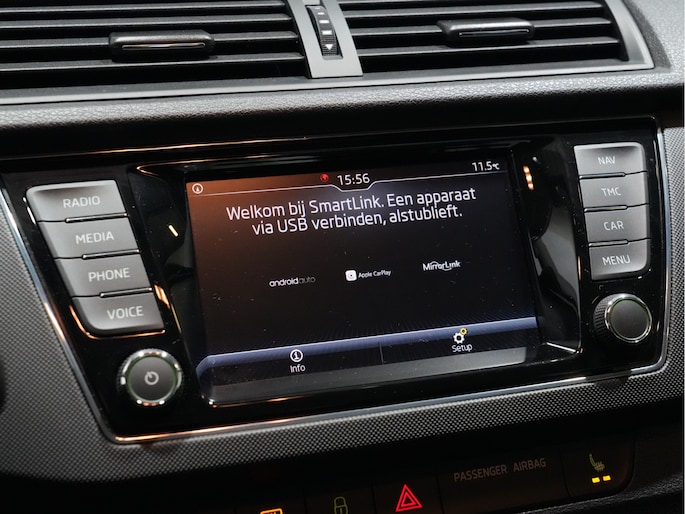 15:56
11.5°C
Welkom bij SmartLink. Een apparaat
via USB verbinden, alstublieft.
androidauto
Apple CarPlay
MirrorLink
Info
Setup
RADIO
MEDIA
PHONE
VOICE
NAV
TMC
CAR
MENU
PASSENGER AIRBAG